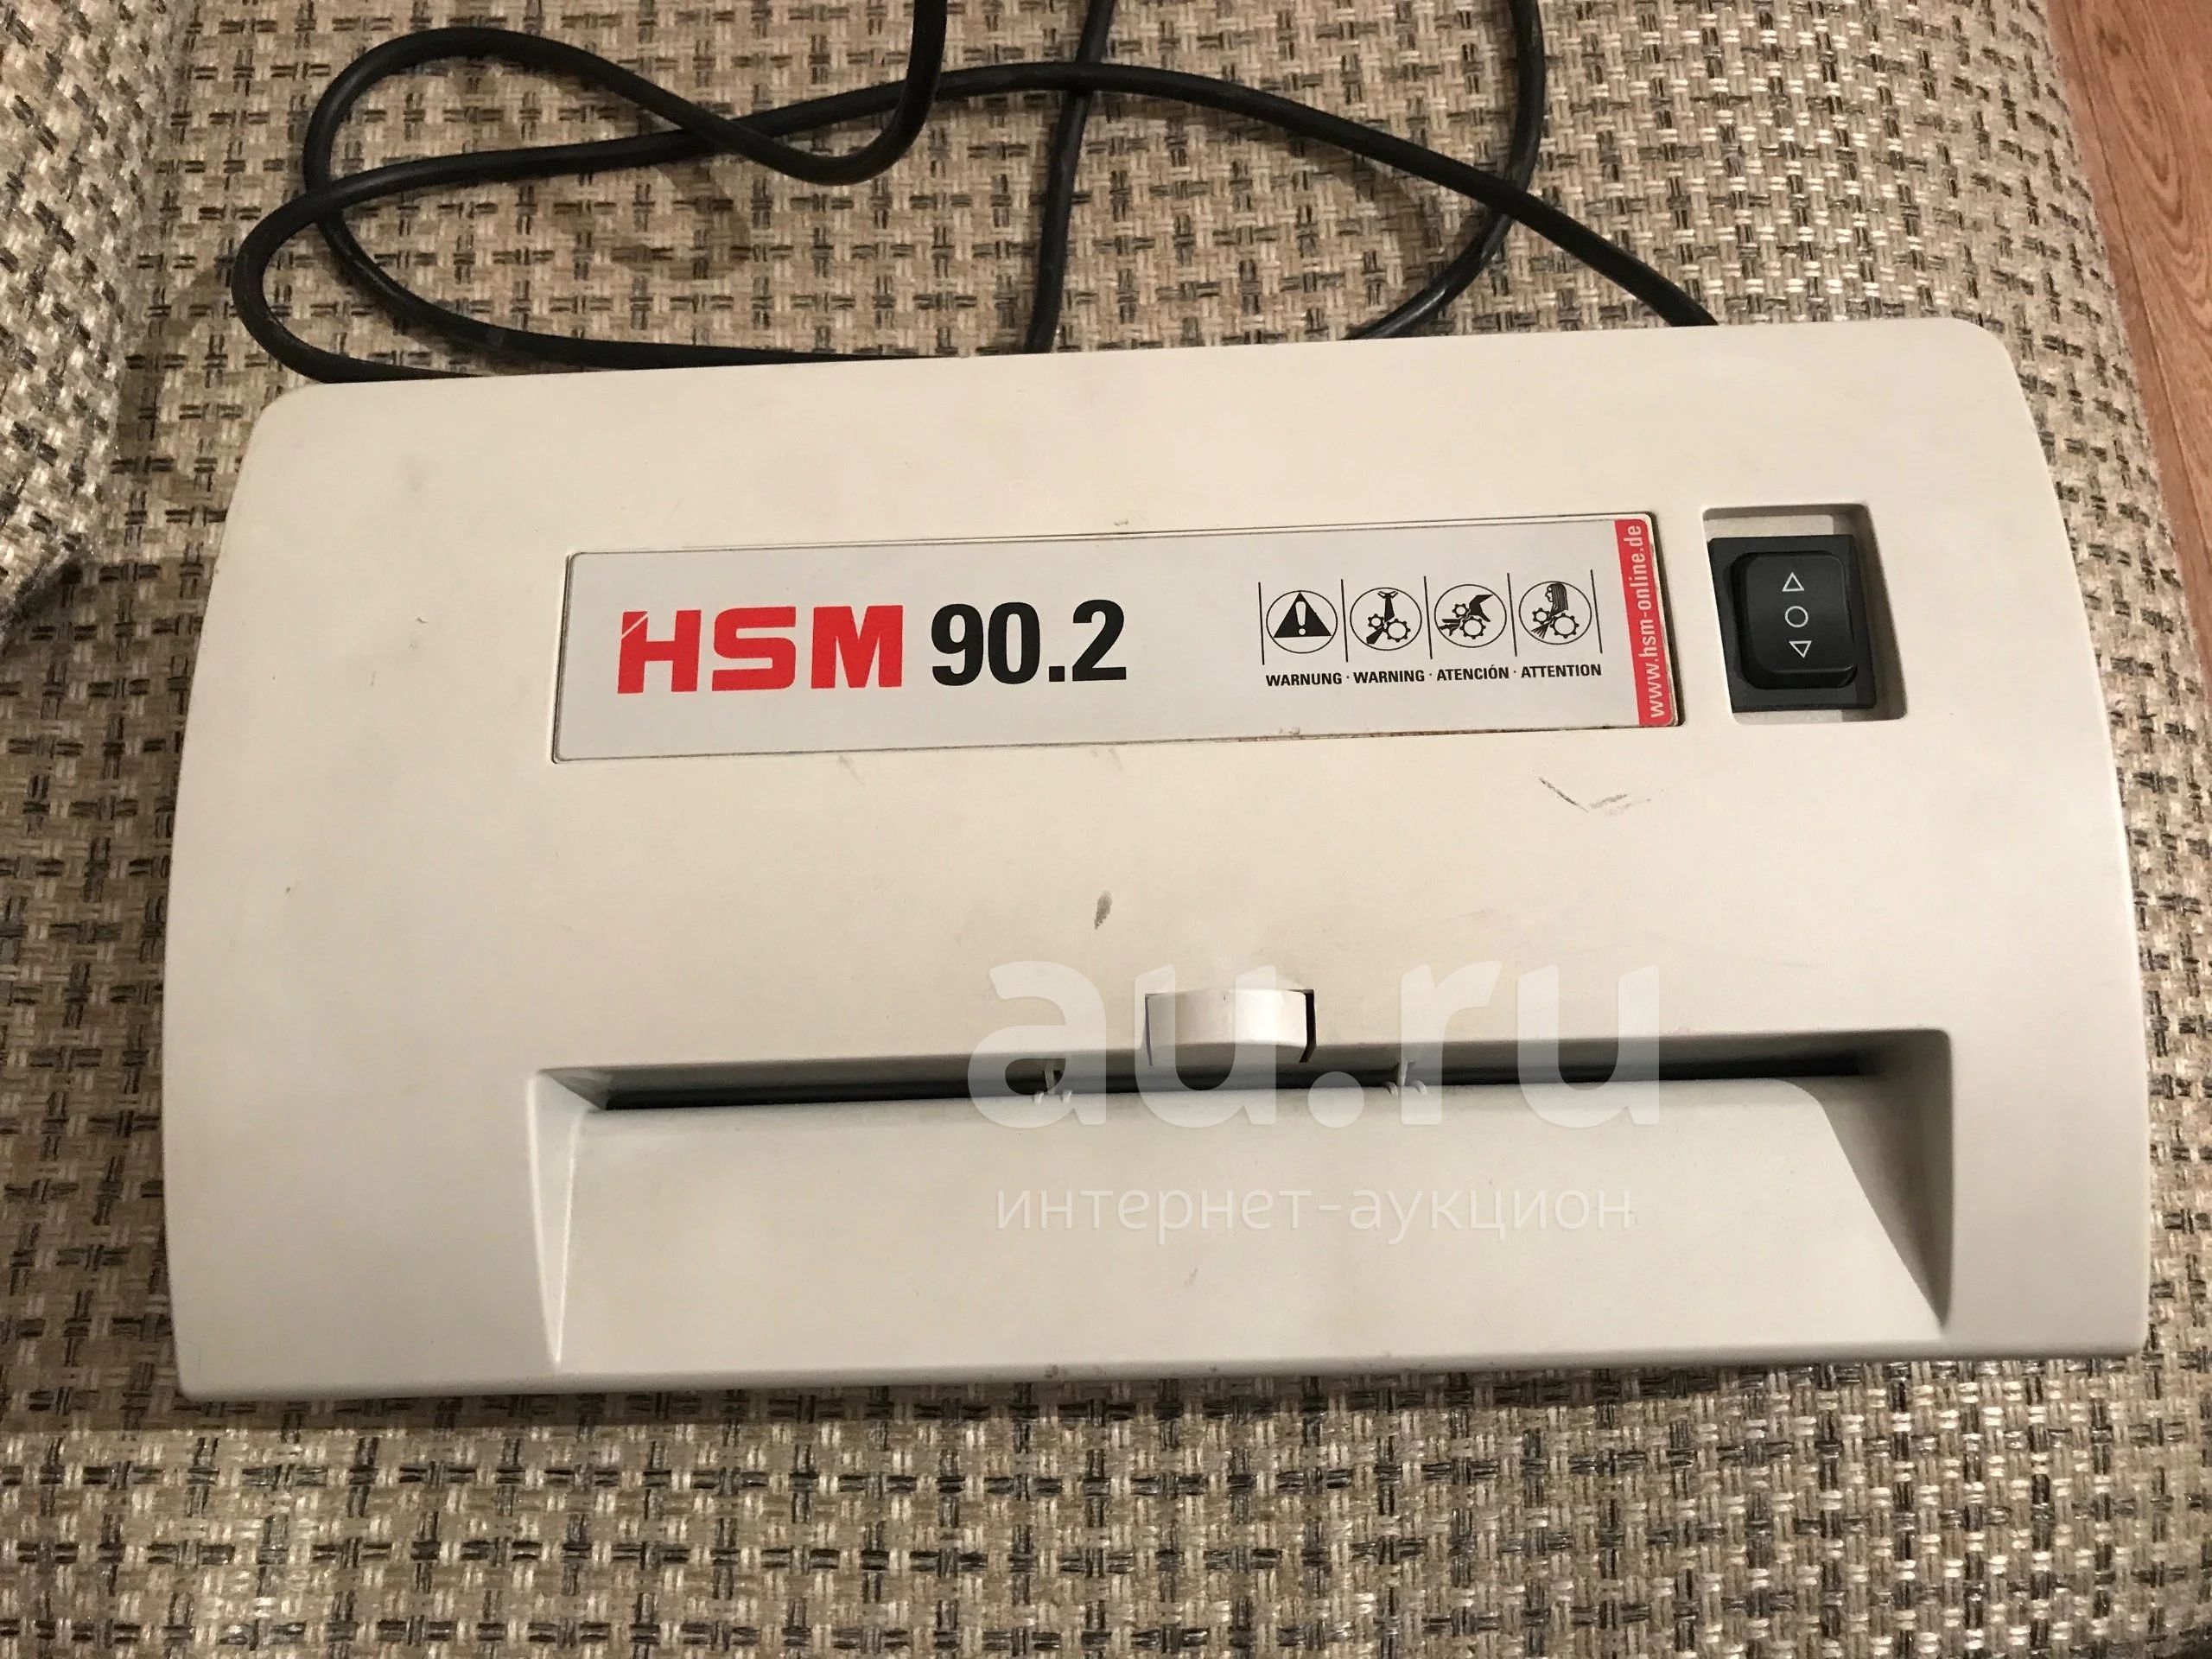 HSM 90.2
WARNUNG · WARNING · ATENCIÓN · ATTENTION
www.hsm-online.de
au.ru
интернет-аукцион